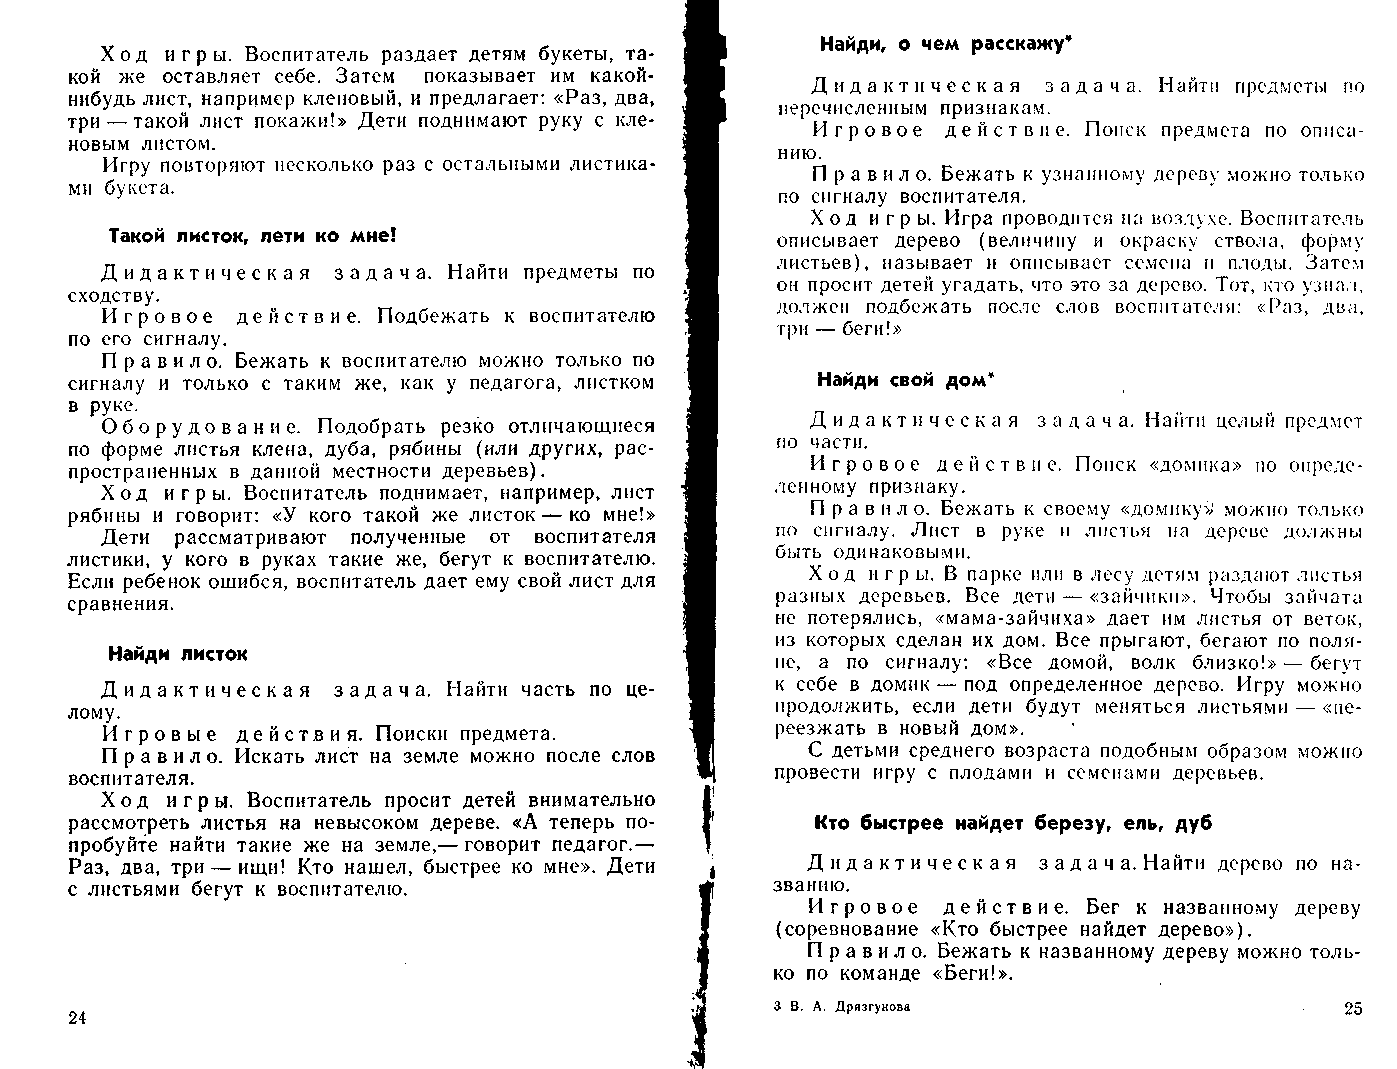 Ход игры. Воспитатель раздает детям букеты, та-
кой же оставляет себе. Затем показывает им какой-
нибудь лист, например кленовый, и предлагает: «Раз, два,
три — такой лист покажи!» Дети поднимают руку с кле-
новым листом.
Игру повторяют несколько раз с остальными листика-
ми букета.
Такой листок, лети ко мне!
Дидактическая задача. Найти предметы по
сходству.
Игровое действие. Подбежать к воспитателю
по его сигналу.
Правило. Бежать к воспитателю можно только по
сигналу и только с таким же, как у педагога, листком
в руке.
Оборудование. Подобрать резко отличающиеся
по форме листья клена, дуба, рябины (или других, рас-
пространенных в данной местности деревьев).
Ход игры. Воспитатель поднимает, например, лист
рябины и говорит: «У кого такой же листок — ко мне!»
Дети рассматривают полученные от воспитателя
листики, у кого в руках такие же, бегут к воспитателю.
Если ребенок ошибся, воспитатель дает ему свой лист для
сравнения.
Найди листок
Дидактическая задача. Найти часть по це-
лому.
Игровые действия. Поиски предмета.
Правило. Искать лист на земле можно после слов
воспитателя.
Ход игры. Воспитатель просит детей внимательно
рассмотреть листья на невысоком дереве. «А теперь по-
пробуйте найти такие же на земле,— говорит педагог.—
Раз, два, три — ищи! Кто нашел, быстрее ко мне». Дети
с листьями бегут к воспитателю.
24
Найди, о чем расскажу*
Дидактическая задача. Найти предметы по
перечисленным признакам.
Игровое действие. Поиск предмета по описа-
нию.
Правило. Бежать к узнанному дереву можно только
по сигналу воспитателя.
Ход игры. Игра проводится на воздухе. Воспитатель
описывает дерево (величину и окраску ствола, форму
листьев), называет и описывает семена и плоды. Затем
он просит детей угадать, что это за дерево. Тот, кто узнал,
должен подбежать после слов воспитателя: «Раз, два,
три — беги!»
Найди свой дом*
Дидактическая задача. Найти целый предмет
по части.
Игровое действие. Поиск «домика» по опреде-
ленному признаку.
Правило. Бежать к своему «домику» можно только
по сигналу. Лист в руке и листья на дереве должны
быть одинаковыми.
Ход игры. В парке или в лесу детям раздают листья
разных деревьев. Все дети — «зайчики». Чтобы зайчата
не потерялись, «мама-зайчиха» дает им листья от веток,
из которых сделан их дом. Все прыгают, бегают по поля-
не, а по сигналу: «Все домой, волк близко!» — бегут
к себе в домик — под определенное дерево. Игру можно
продолжить, если дети будут меняться листьями — «пе-
реезжать в новый дом».
С детьми среднего возраста подобным образом можно
провести игру с плодами и семенами деревьев.
Кто быстрее найдет березу, ель, дуб
Дидактическая задача. Найти дерево по на-
званию.
Игровое действие. Бег к названному дереву
(соревнование «Кто быстрее найдет дерево»).
Правило. Бежать к названному дереву можно толь-
ко по команде «Беги!».
3 В. А. Дрязгунова
25